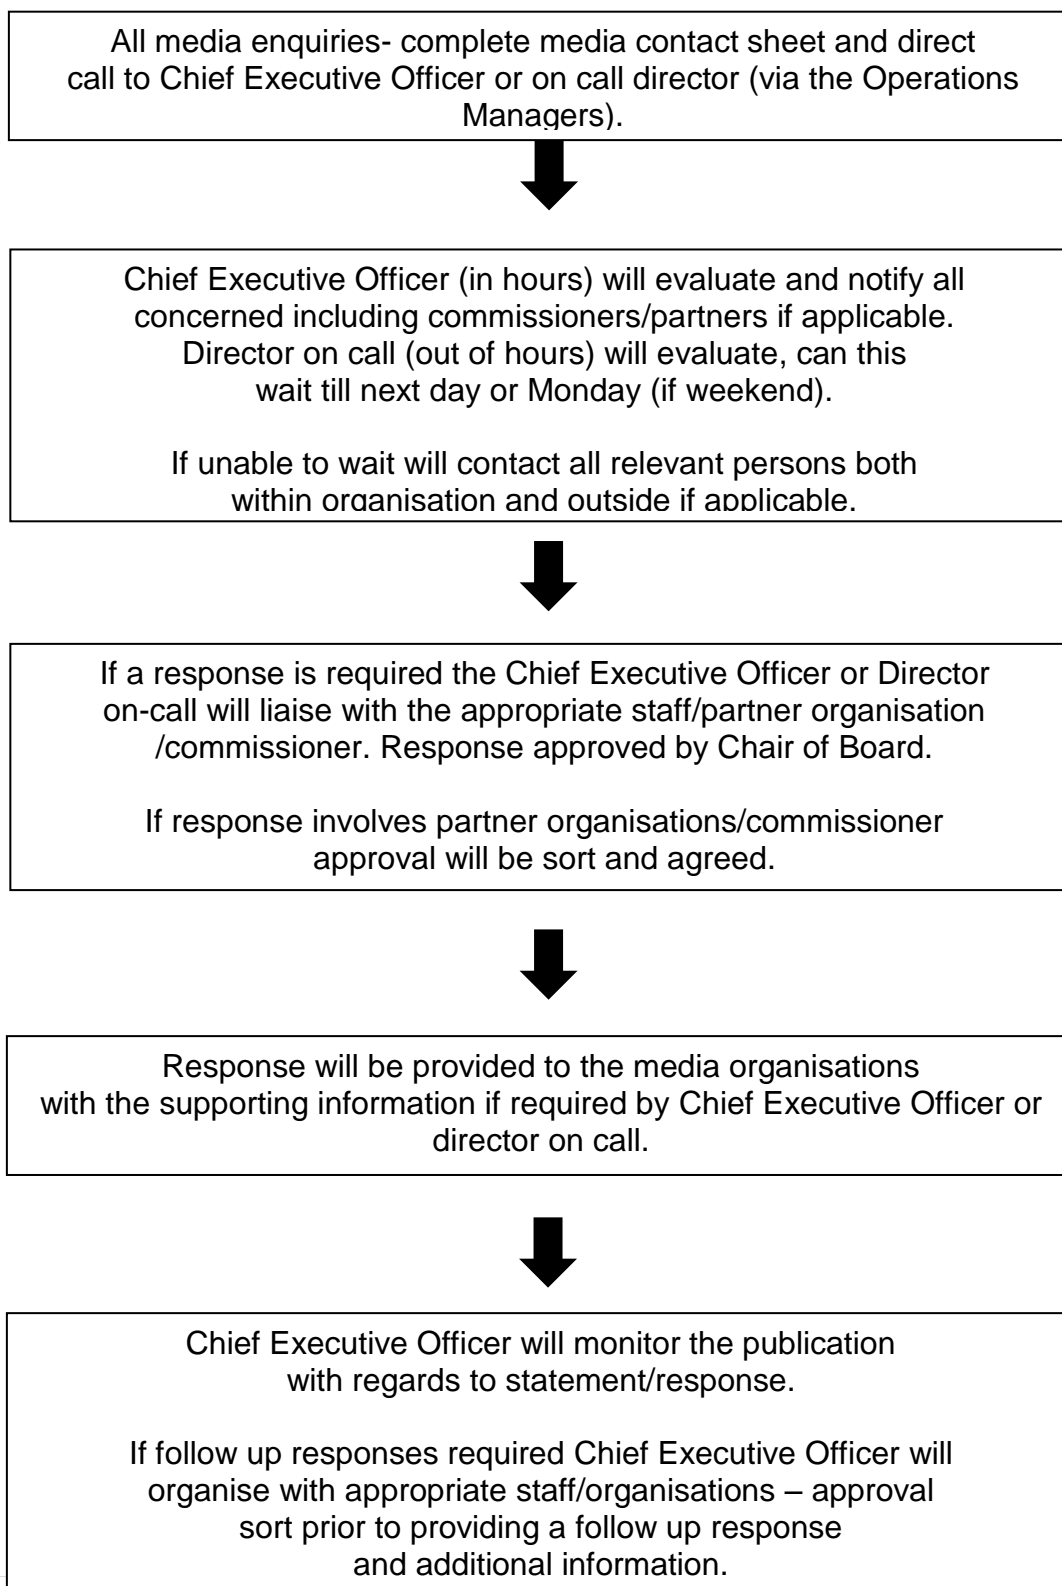 All media enquiries- complete media contact sheet and direct
call to Chief Executive Officer or on call director (via the Operations
Managers).
Chief Executive Officer (in hours) will evaluate and notify all
concerned including commissioners/partners if applicable.
Director on call (out of hours) will evaluate, can this
wait till next day or Monday (if weekend).
If unable to wait will contact all relevant persons both
within organisation and outside if applicable.
If a response is required the Chief Executive Officer or Director
on-call will liaise with the appropriate staff/partner organisation
/commissioner. Response approved by Chair of Board.
If response involves partner organisations/commissioner
approval will be sort and agreed.
Response will be provided to the media organisations
with the supporting information if required by Chief Executive Officer or
director on call.
Chief Executive Officer will monitor the publication
with regards to statement/response.
If follow up responses required Chief Executive Officer will
organise with appropriate staff/organisations – approval
sort prior to providing a follow up response
and additional information.